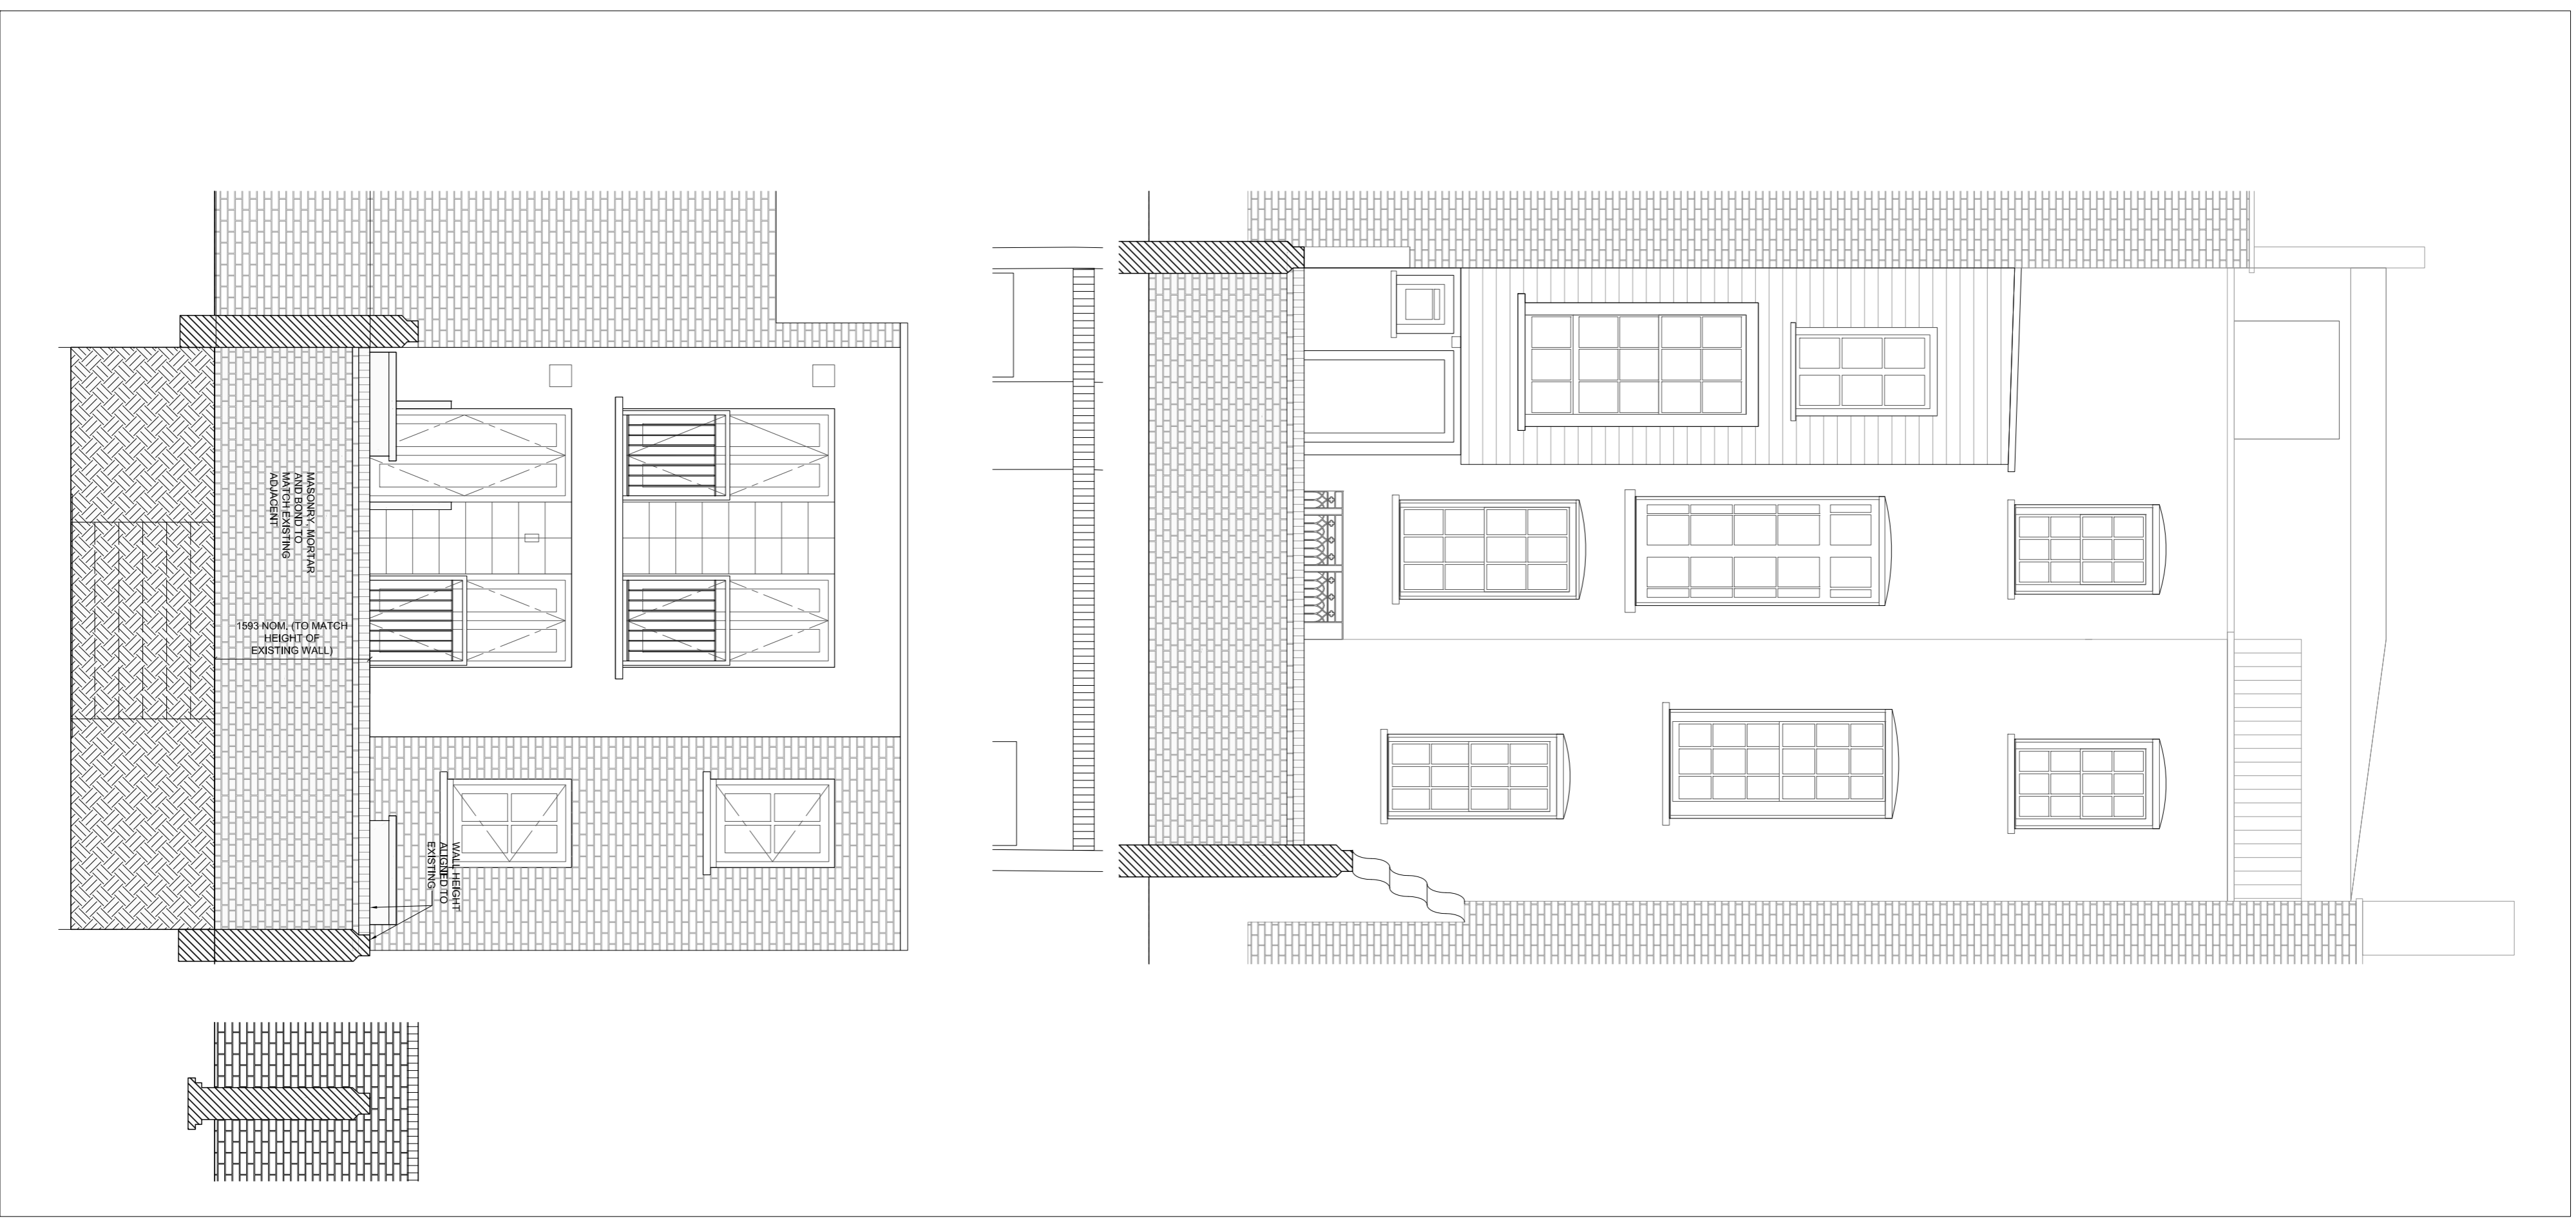 MASONRY, MORTAR
AND BOND TO
MATCH EXISTING
ADJACENT
1593 NOM, (TO MATCH
HEIGHT OF
EXISTING WALL)
WALL HEIGHT
ALIGNED TO
EXISTING